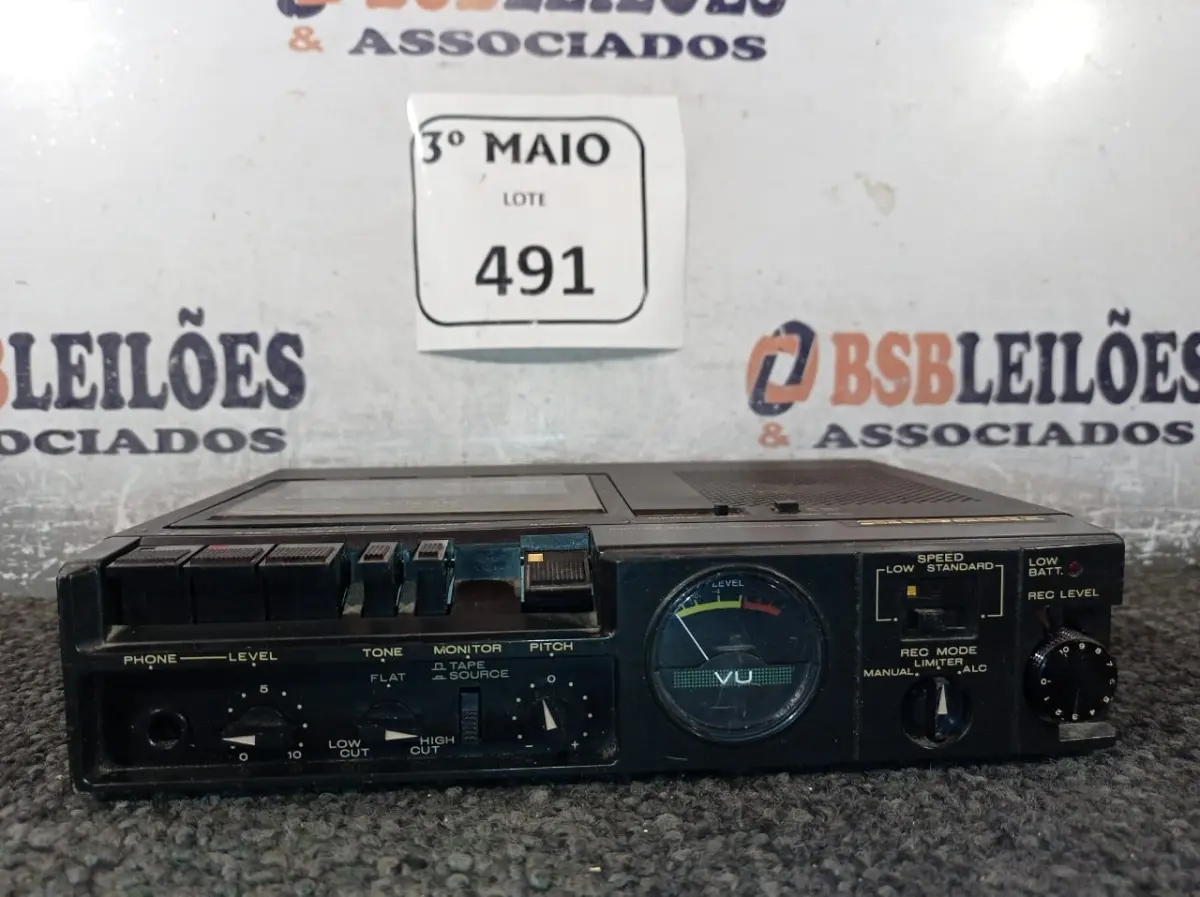 BSBLEILÕES
& ASSOCIADOS
3º MAIO
LOTE
491
BLEILÕES
OCIADOS
BSBLEILÕES
& ASSOCIADOS
PHONE LEVEL
5
0 10
TONE
FLAT
LOW CUT
HIGH CUT
MONITOR
TAPE
SOURCE
PITCH
0
- +
LEVEL
VU
SPEED
LOW STANDARD
REC MODE
LIMITER
MANUAL ALC
LOW
BATT.
REC LEVEL